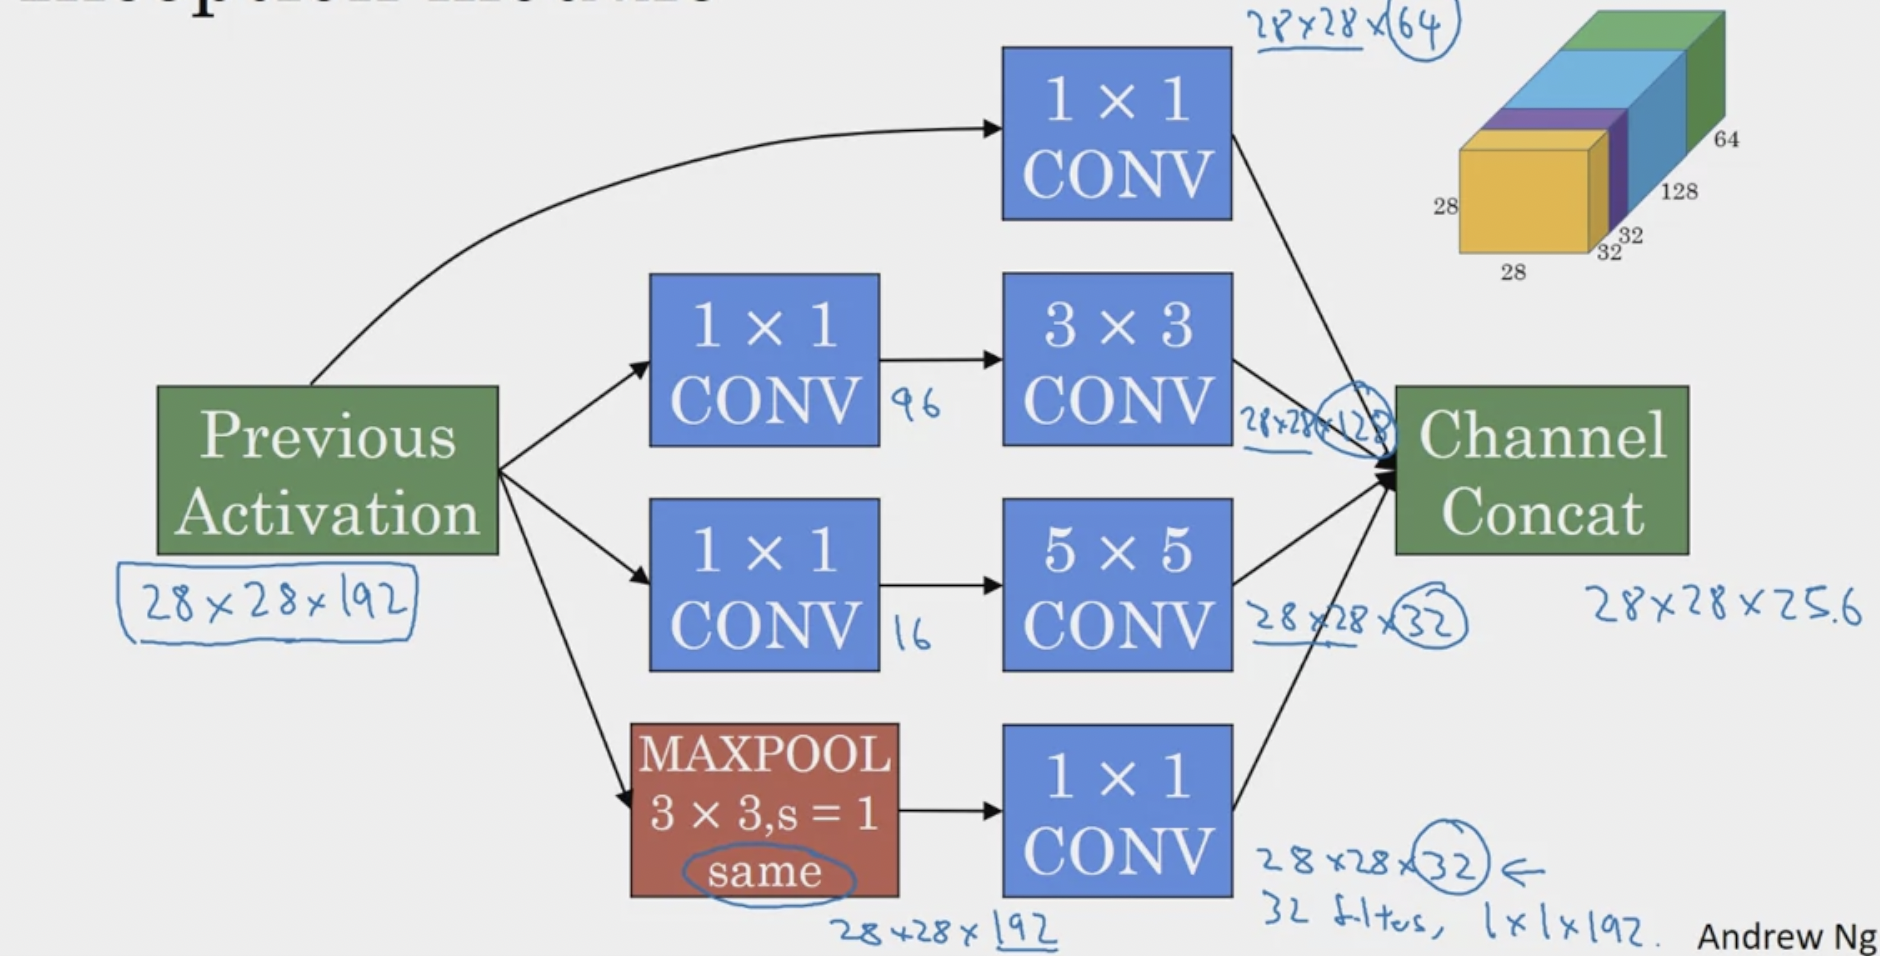 Inception module
28×28×64
1 × 1
CONV
64
128
32
32
28
28
1 × 1
CONV
96
3 × 3
CONV
28×28×128
Previous
Activation
28×28×192
Channel
Concat
28×28×256
1 × 1
CONV
16
5 × 5
CONV
28×28×32
MAXPOOL
3 × 3,s = 1
same
28×28×192
1 × 1
CONV
28×28×32 ←
32 filters, 1×1×192.
Andrew Ng